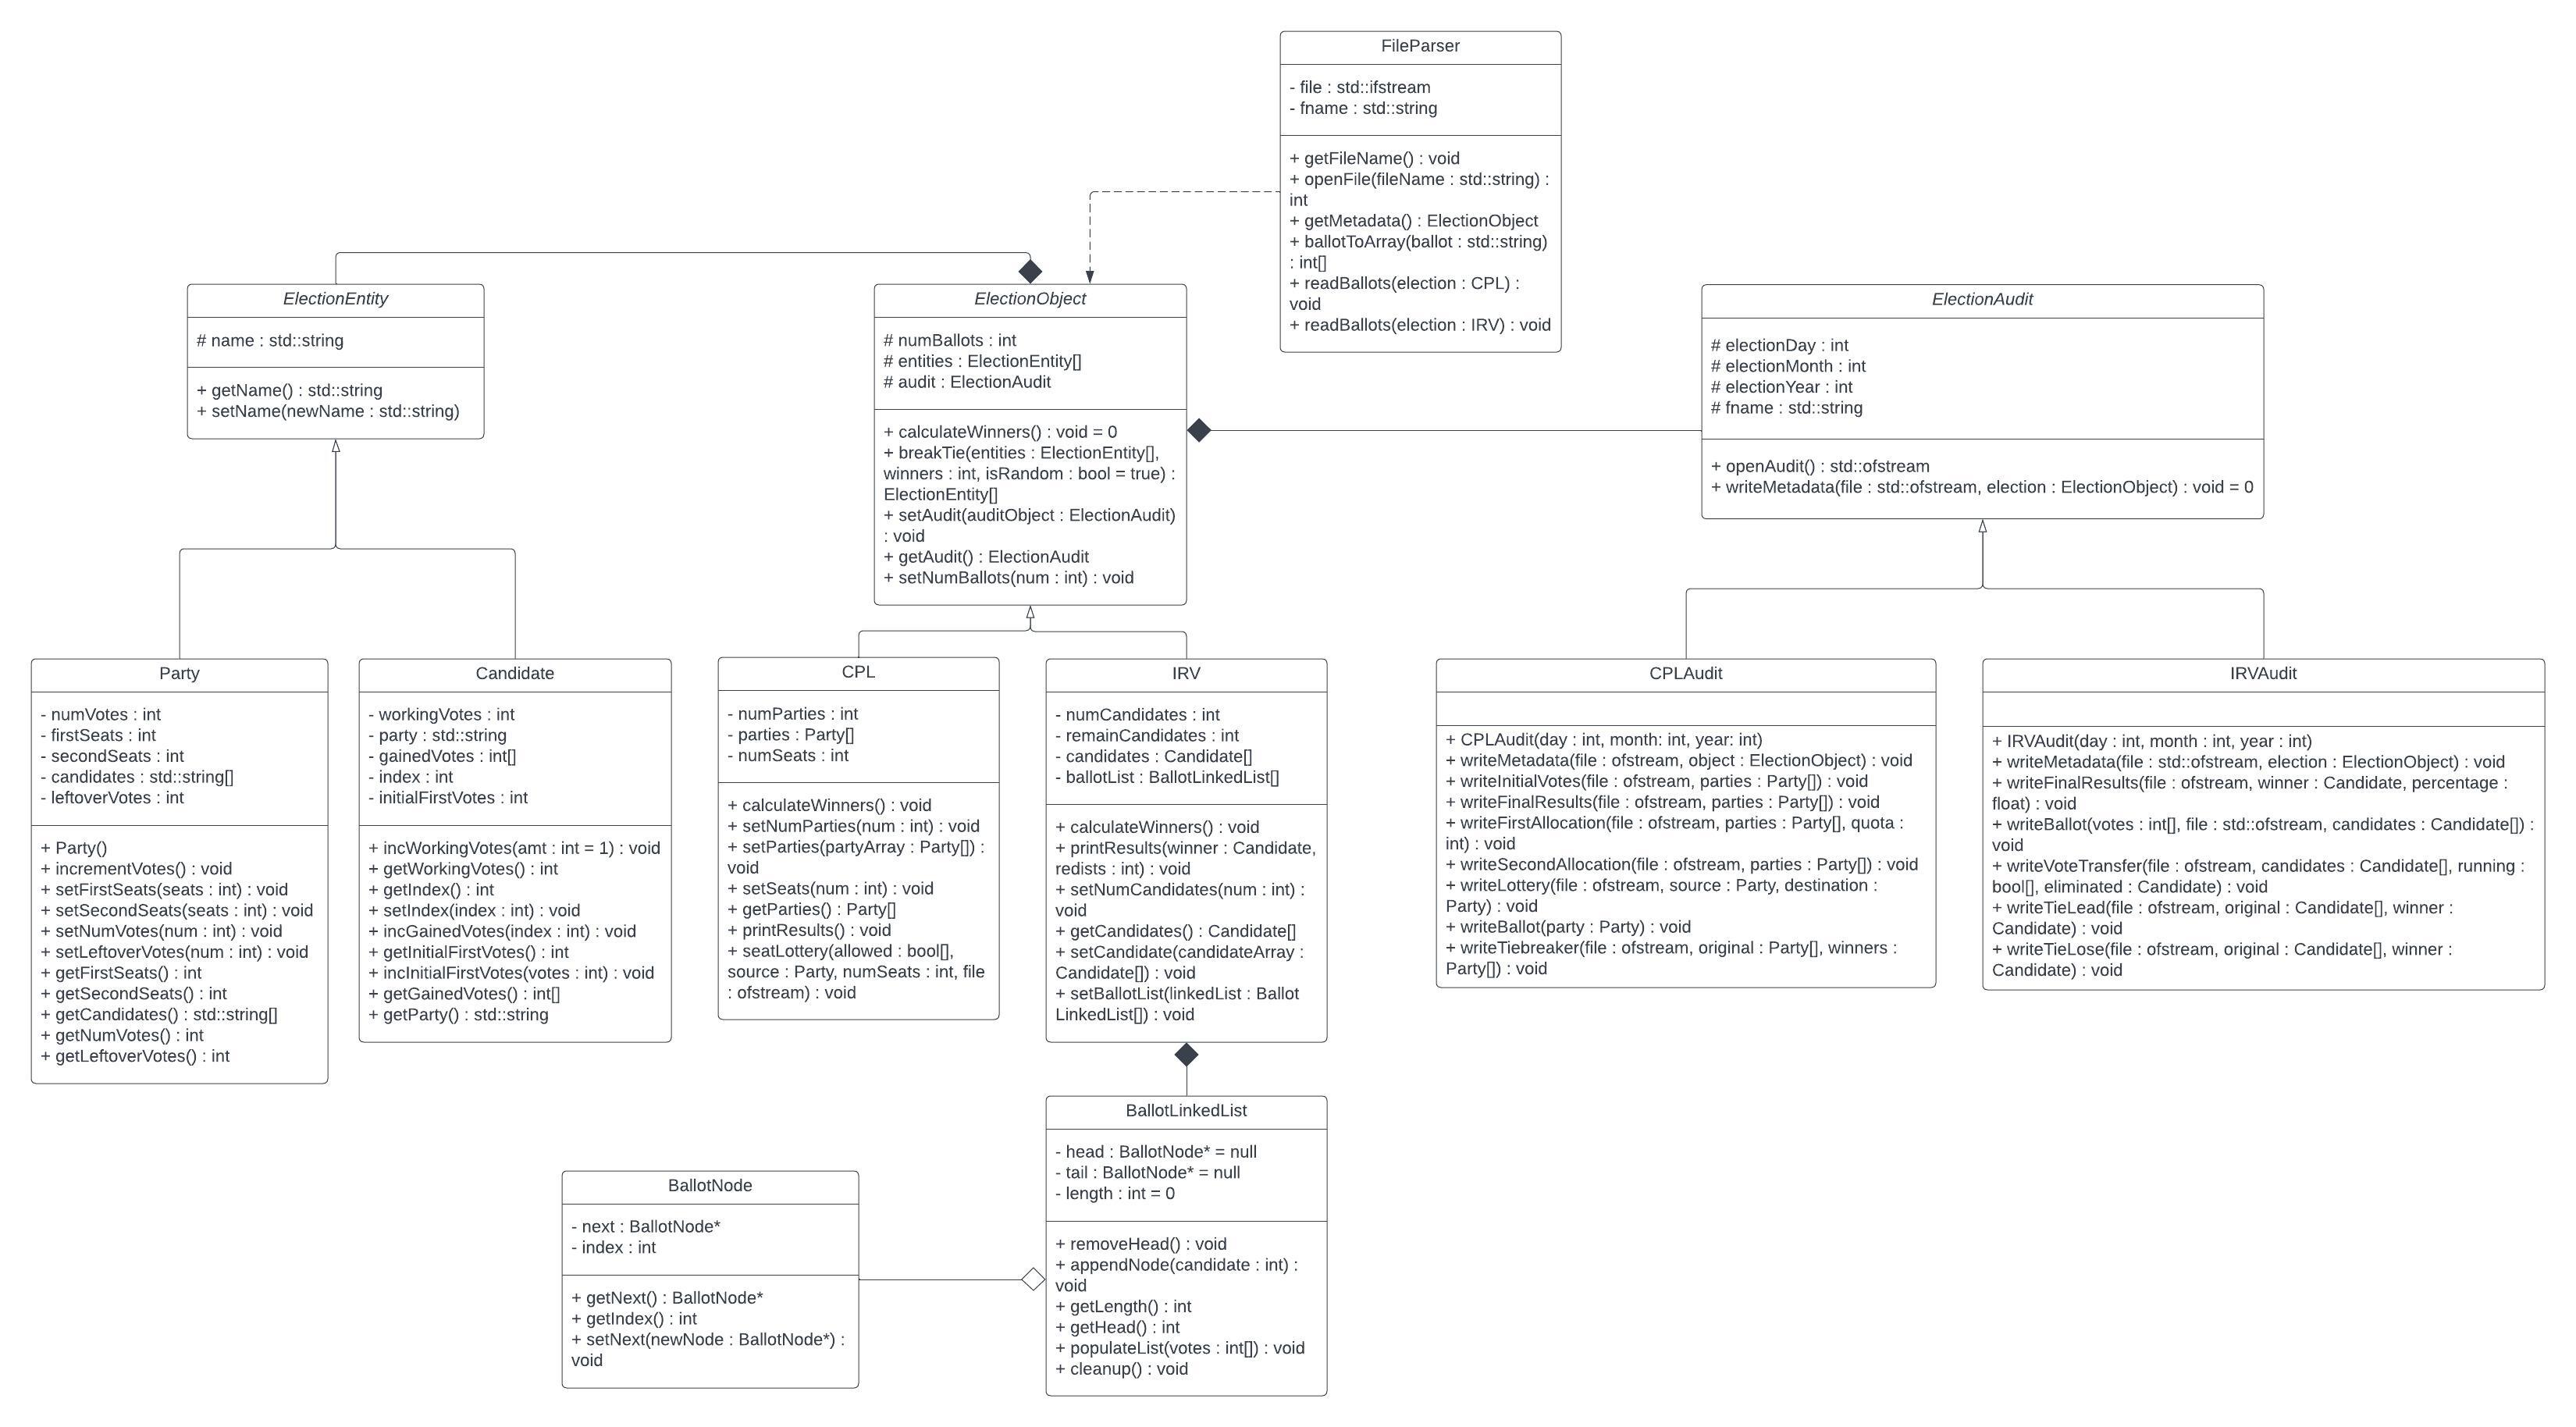 FileParser
- file : std::ifstream
- fname : std::string
+ getFileName() : void
+ openFile(fileName : std::string) :
int
+ getMetadata() : ElectionObject
+ ballotToArray(ballot : std::string)
: int[]
+ readBallots(election : CPL) :
void
+ readBallots(election : IRV) : void
ElectionEntity
# name : std::string
+ getName() : std::string
+ setName(newName : std::string)
ElectionObject
# numBallots : int
# entities : ElectionEntity[]
# audit : ElectionAudit
+ calculateWinners() : void = 0
+ breakTie(entities : ElectionEntity[],
winners : int, isRandom : bool = true) :
ElectionEntity[]
+ setAudit(auditObject : ElectionAudit)
: void
+ getAudit() : ElectionAudit
+ setNumBallots(num : int) : void
ElectionAudit
# electionDay : int
# electionMonth : int
# electionYear : int
# fname : std::string
+ openAudit() : std::ofstream
+ writeMetadata(file : std::ofstream, election : ElectionObject) : void = 0
Party
- numVotes : int
- firstSeats : int
- secondSeats : int
- candidates : std::string[]
- leftoverVotes : int
+ Party()
+ incrementVotes() : void
+ setFirstSeats(seats : int) : void
+ setSecondSeats(seats : int) : void
+ setNumVotes(num : int) : void
+ setLeftoverVotes(num : int) : void
+ getFirstSeats() : int
+ getSecondSeats() : int
+ getCandidates() : std::string[]
+ getNumVotes() : int
+ getLeftoverVotes() : int
Candidate
- workingVotes : int
- party : std::string
- gainedVotes : int[]
- index : int
- initialFirstVotes : int
+ incWorkingVotes(amt : int = 1) : void
+ getWorkingVotes() : int
+ getIndex() : int
+ setIndex(index : int) : void
+ incGainedVotes(index : int) : void
+ getInitialFirstVotes() : int
+ incInitialFirstVotes(votes : int) : void
+ getGainedVotes() : int[]
+ getParty() : std::string
CPL
- numParties : int
- parties : Party[]
- numSeats : int
+ calculateWinners() : void
+ setNumParties(num : int) : void
+ setParties(partyArray : Party[]) :
void
+ setSeats(num : int) : void
+ getParties() : Party[]
+ printResults() : void
+ seatLottery(allowed : bool[],
source : Party, numSeats : int, file
: ofstream) : void
IRV
- numCandidates : int
- remainCandidates : int
- candidates : Candidate[]
- ballotList : BallotLinkedList[]
+ calculateWinners() : void
+ printResults(winner : Candidate,
redists : int) : void
+ setNumCandidates(num : int) :
void
+ getCandidates() : Candidate[]
+ setCandidate(candidateArray :
Candidate[]) : void
+ setBallotList(linkedList : Ballot
LinkedList[]) : void
CPLAudit
+ CPLAudit(day : int, month: int, year: int)
+ writeMetadata(file : ofstream, object : ElectionObject) : void
+ writeInitialVotes(file : ofstream, parties : Party[]) : void
+ writeFinalResults(file : ofstream, parties : Party[]) : void
+ writeFirstAllocation(file : ofstream, parties : Party[], quota :
int) : void
+ writeSecondAllocation(file : ofstream, parties : Party[]) : void
+ writeLottery(file : ofstream, source : Party, destination :
Party) : void
+ writeBallot(party : Party) : void
+ writeTiebreaker(file : ofstream, original : Party[], winners :
Party[]) : void
IRVAudit
+ IRVAudit(day : int, month : int, year : int)
+ writeMetadata(file : std::ofstream, election : ElectionObject) : void
+ writeFinalResults(file : ofstream, winner : Candidate, percentage :
float) : void
+ writeBallot(votes : int[], file : std::ofstream, candidates : Candidate[]) :
void
+ writeVoteTransfer(file : ofstream, candidates : Candidate[], running :
bool[], eliminated : Candidate) : void
+ writeTieLead(file : ofstream, original : Candidate[], winner :
Candidate) : void
+ writeTieLose(file : ofstream, original : Candidate[], winner :
Candidate) : void
BallotLinkedList
- head : BallotNode* = null
- tail : BallotNode* = null
- length : int = 0
+ removeHead() : void
+ appendNode(candidate : int) :
void
+ getLength() : int
+ getHead() : int
+ populateList(votes : int[]) : void
+ cleanup() : void
BallotNode
- next : BallotNode*
- index : int
+ getNext() : BallotNode*
+ getIndex() : int
+ setNext(newNode : BallotNode*) :
void